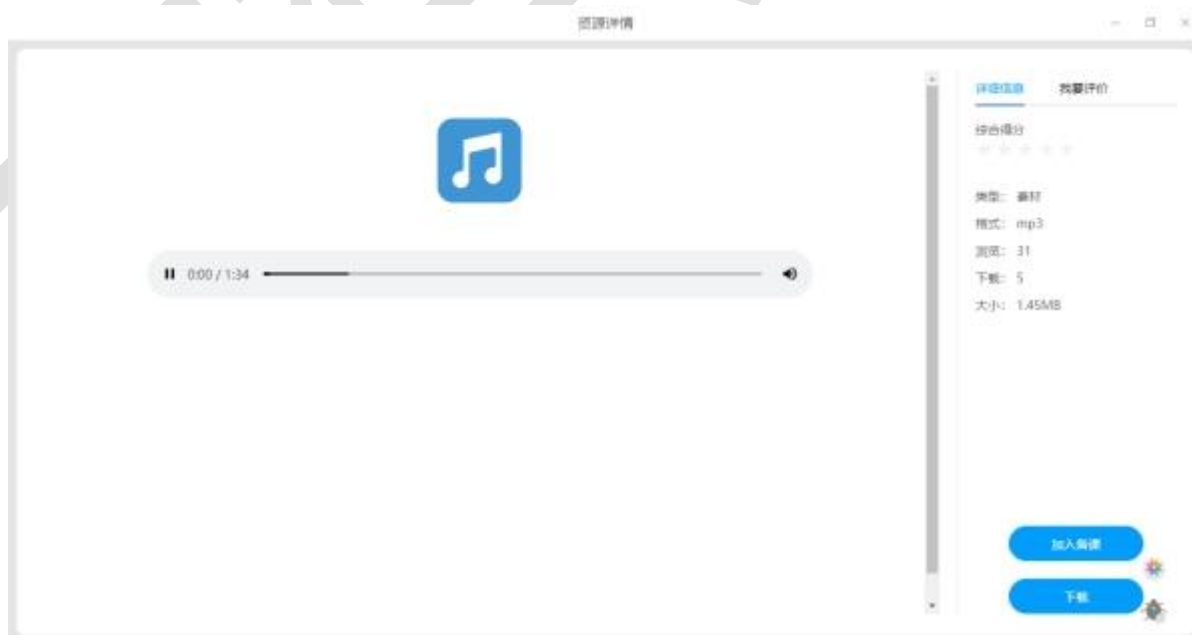 资源详情
详细信息 我要评价
综合得分
类型: 素材
格式: mp3
浏览: 31
下载: 5
大小: 1.45MB
0:00 / 1:34
加入备课
下载